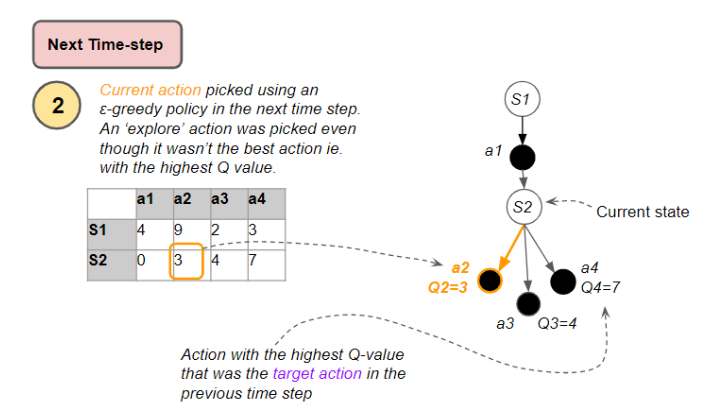 Next Time-step
2
Current action picked using an
ε-greedy policy in the next time step.
An ‘explore’ action was picked even
though it wasn’t the best action ie.
with the highest Q value.
a1 a2 a3 a4
S1 4 9 2 3
S2 0 3 4 7
S1
a1
S2
Current state
a2
Q2=3
a4
Q4=7
a3 Q3=4
Action with the highest Q-value
that was the target action in the
previous time step